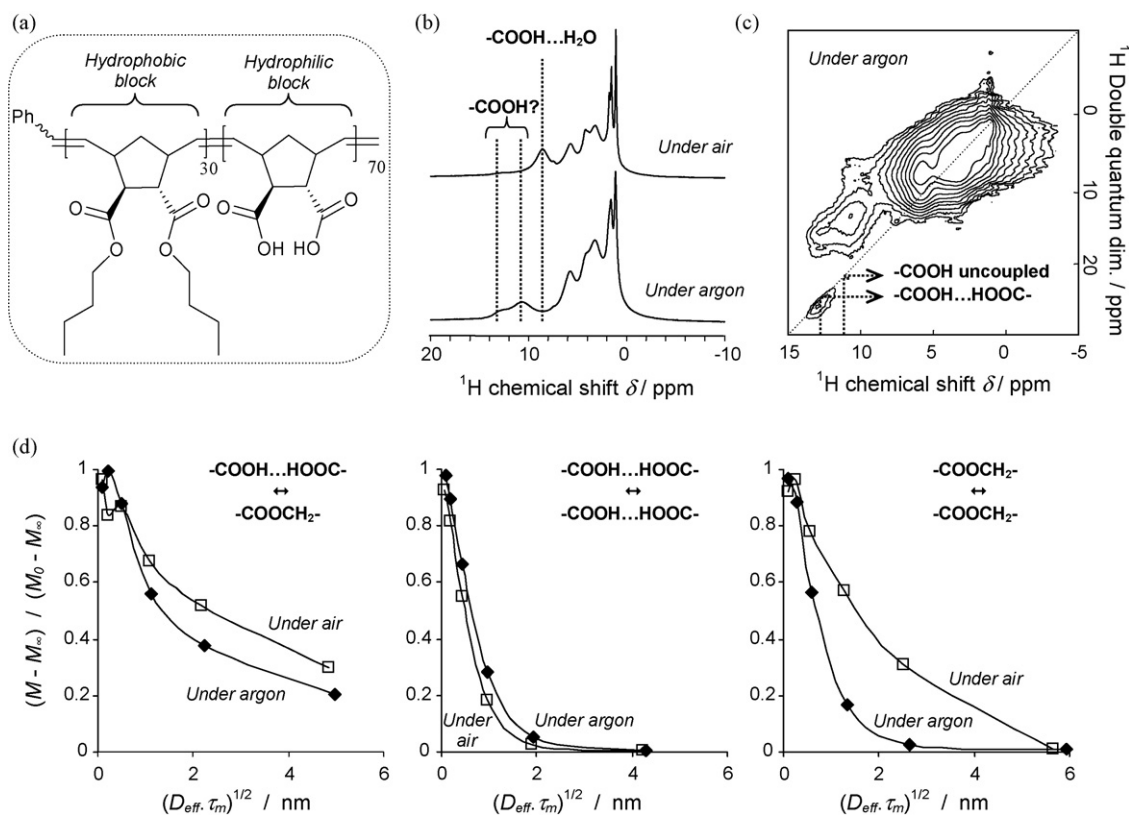 (a)
Hydrophobic
block
Hydrophilic
block
Ph
30
70
O
O
O
O
O
O
OH
HO
(b)
-COOH…H₂O
-COOH?
Under air
Under argon
20
10
0
-10
¹H chemical shift δ / ppm
(c)
Under argon
-COOH uncoupled
-COOH…HOOC-
15
10
5
0
-5
¹H chemical shift δ / ppm
0
10
20
¹H Double quantum dim. / ppm
(d)
(M - M∞) / (M₀ - M∞)
1
0.8
0.6
0.4
0.2
0
-COOH…HOOC-
↔
-COOCH₂-
Under air
Under argon
0
2
4
6
(D_eff.τ_m)^1/2 / nm
1
0.8
0.6
0.4
0.2
0
-COOH…HOOC-
↔
-COOH…HOOC-
Under
air
Under argon
0
2
4
6
(D_eff.τ_m)^1/2 / nm
1
0.8
0.6
0.4
0.2
0
-COOCH₂-
↔
-COOCH₂-
Under air
Under argon
0
2
4
6
(D_eff.τ_m)^1/2 / nm